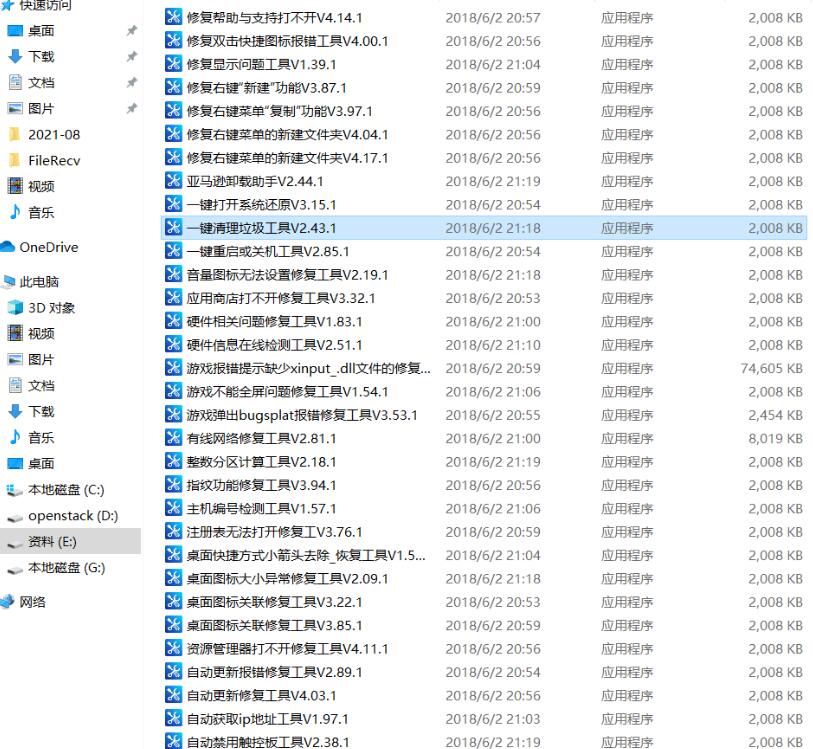 快速访问
桌面
下载
文档
图片
2021-08
FileRecv
视频
音乐
OneDrive
此电脑
3D 对象
视频
图片
文档
下载
音乐
桌面
本地磁盘 (C:)
openstack (D:)
资料 (E:)
本地磁盘 (G:)
网络
修复帮助与支持打不开V4.14.1 2018/6/2 20:57 应用程序 2,008 KB
修复双击快捷图标报错工具V4.00.1 2018/6/2 20:56 应用程序 2,008 KB
修复显示问题工具V1.39.1 2018/6/2 21:04 应用程序 2,008 KB
修复右键“新建”功能V3.87.1 2018/6/2 20:59 应用程序 2,008 KB
修复右键菜单“复制”功能V3.97.1 2018/6/2 20:56 应用程序 2,008 KB
修复右键菜单的新建文件夹V4.04.1 2018/6/2 20:56 应用程序 2,008 KB
修复右键菜单的新建文件夹V4.17.1 2018/6/2 20:56 应用程序 2,008 KB
亚马逊卸载助手V2.44.1 2018/6/2 21:19 应用程序 2,008 KB
一键打开系统还原V3.15.1 2018/6/2 20:54 应用程序 2,008 KB
一键清理垃圾工具V2.43.1 2018/6/2 21:18 应用程序 2,008 KB
一键重启或关机工具V2.85.1 2018/6/2 20:54 应用程序 2,008 KB
音量图标无法设置修复工具V2.19.1 2018/6/2 21:18 应用程序 2,008 KB
应用商店打不开修复工具V3.32.1 2018/6/2 20:53 应用程序 2,008 KB
硬件相关问题修复工具V1.83.1 2018/6/2 21:00 应用程序 2,008 KB
硬件信息在线检测工具V2.51.1 2018/6/2 21:10 应用程序 2,008 KB
游戏报错提示缺少xinput_.dll文件的修复... 2018/6/2 20:59 应用程序 74,605 KB
游戏不能全屏问题修复工具V1.54.1 2018/6/2 21:06 应用程序 2,008 KB
游戏弹出bugsplat报错修复工具V3.53.1 2018/6/2 20:55 应用程序 2,454 KB
有线网络修复工具V2.81.1 2018/6/2 21:00 应用程序 8,019 KB
整数分区计算工具V2.18.1 2018/6/2 21:19 应用程序 2,008 KB
指纹功能修复工具V3.94.1 2018/6/2 20:56 应用程序 2,008 KB
主机编号检测工具V1.57.1 2018/6/2 21:06 应用程序 2,008 KB
注册表无法打开修复工V3.76.1 2018/6/2 20:59 应用程序 2,008 KB
桌面快捷方式小箭头去除_恢复工具V1.5... 2018/6/2 21:04 应用程序 2,008 KB
桌面图标大小异常修复工具V2.09.1 2018/6/2 21:18 应用程序 2,008 KB
桌面图标关联修复工具V3.22.1 2018/6/2 20:53 应用程序 2,008 KB
桌面图标关联修复工具V3.85.1 2018/6/2 20:59 应用程序 2,008 KB
资源管理器打不开修复工具V4.11.1 2018/6/2 20:56 应用程序 2,008 KB
自动更新报错修复工具V2.89.1 2018/6/2 20:54 应用程序 2,008 KB
自动更新修复工具V4.03.1 2018/6/2 20:56 应用程序 2,008 KB
自动获取ip地址工具V1.97.1 2018/6/2 21:03 应用程序 2,008 KB
自动禁用触控板工具V2.38.1 2018/6/2 21:19 应用程序 2,008 KB